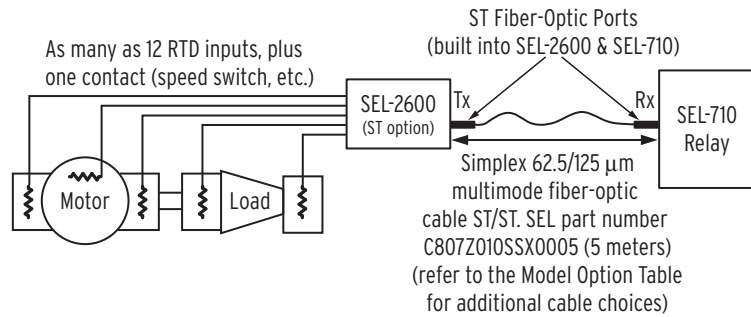 As many as 12 RTD inputs, plus
one contact (speed switch, etc.)
ST Fiber-Optic Ports
(built into SEL-2600 & SEL-710)
SEL-2600
(ST option)
Tx
Rx
SEL-710
Relay
Motor
Load
Simplex 62.5/125 μm
multimode fiber-optic
cable ST/ST. SEL part number
C807Z010SSX0005 (5 meters)
(refer to the Model Option Table
for additional cable choices)